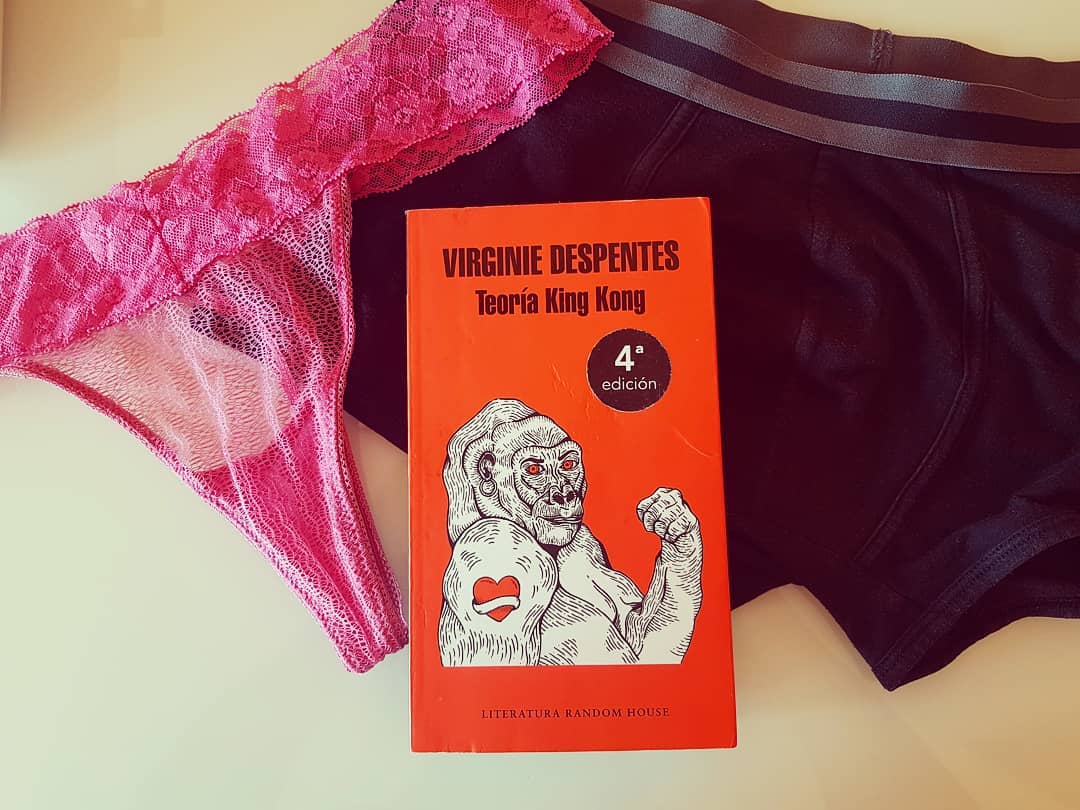 VIRGINIE DESPENTES
Teoría King Kong
4ª
edición
LITERATURA RANDOM HOUSE